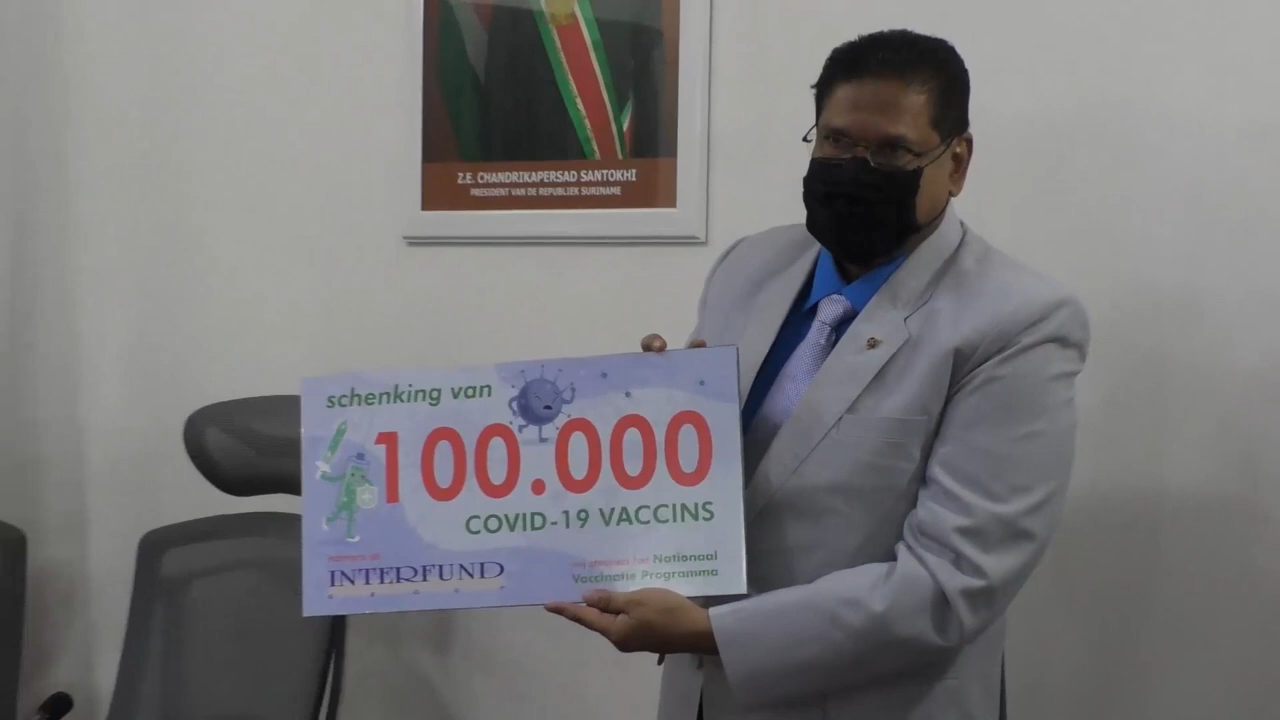 Z.E. CHANDRIKAPERSAD SANTOKHI
PRESIDENT VAN DE REPUBLIEK SURINAME
schenking van
100.000
COVID-19 VACCINS
INTERFUND
Nationaal
Vaccinatie Programma